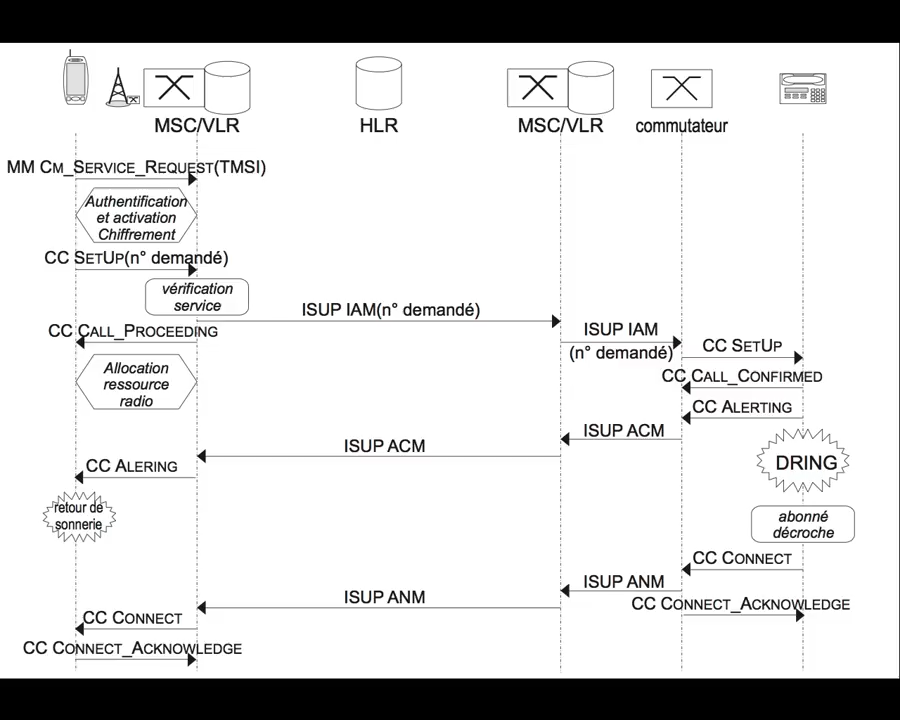 MSC/VLR
HLR
MSC/VLR
commutateur
MM CM_SERVICE_REQUEST(TMSI)
Authentification
et activation
Chiffrement
CC SETUP(n° demandé)
vérification
service
ISUP IAM(n° demandé)
CC CALL_PROCEEDING
ISUP IAM
(n° demandé)
CC SETUP
Allocation
ressource
radio
CC CALL_CONFIRMED
CC ALERTING
ISUP ACM
ISUP ACM
CC ALERING
DRING
retour de
sonnerie
abonné
décroche
CC CONNECT
ISUP ANM
ISUP ANM
CC CONNECT_ACKNOWLEDGE
CC CONNECT
CC CONNECT_ACKNOWLEDGE